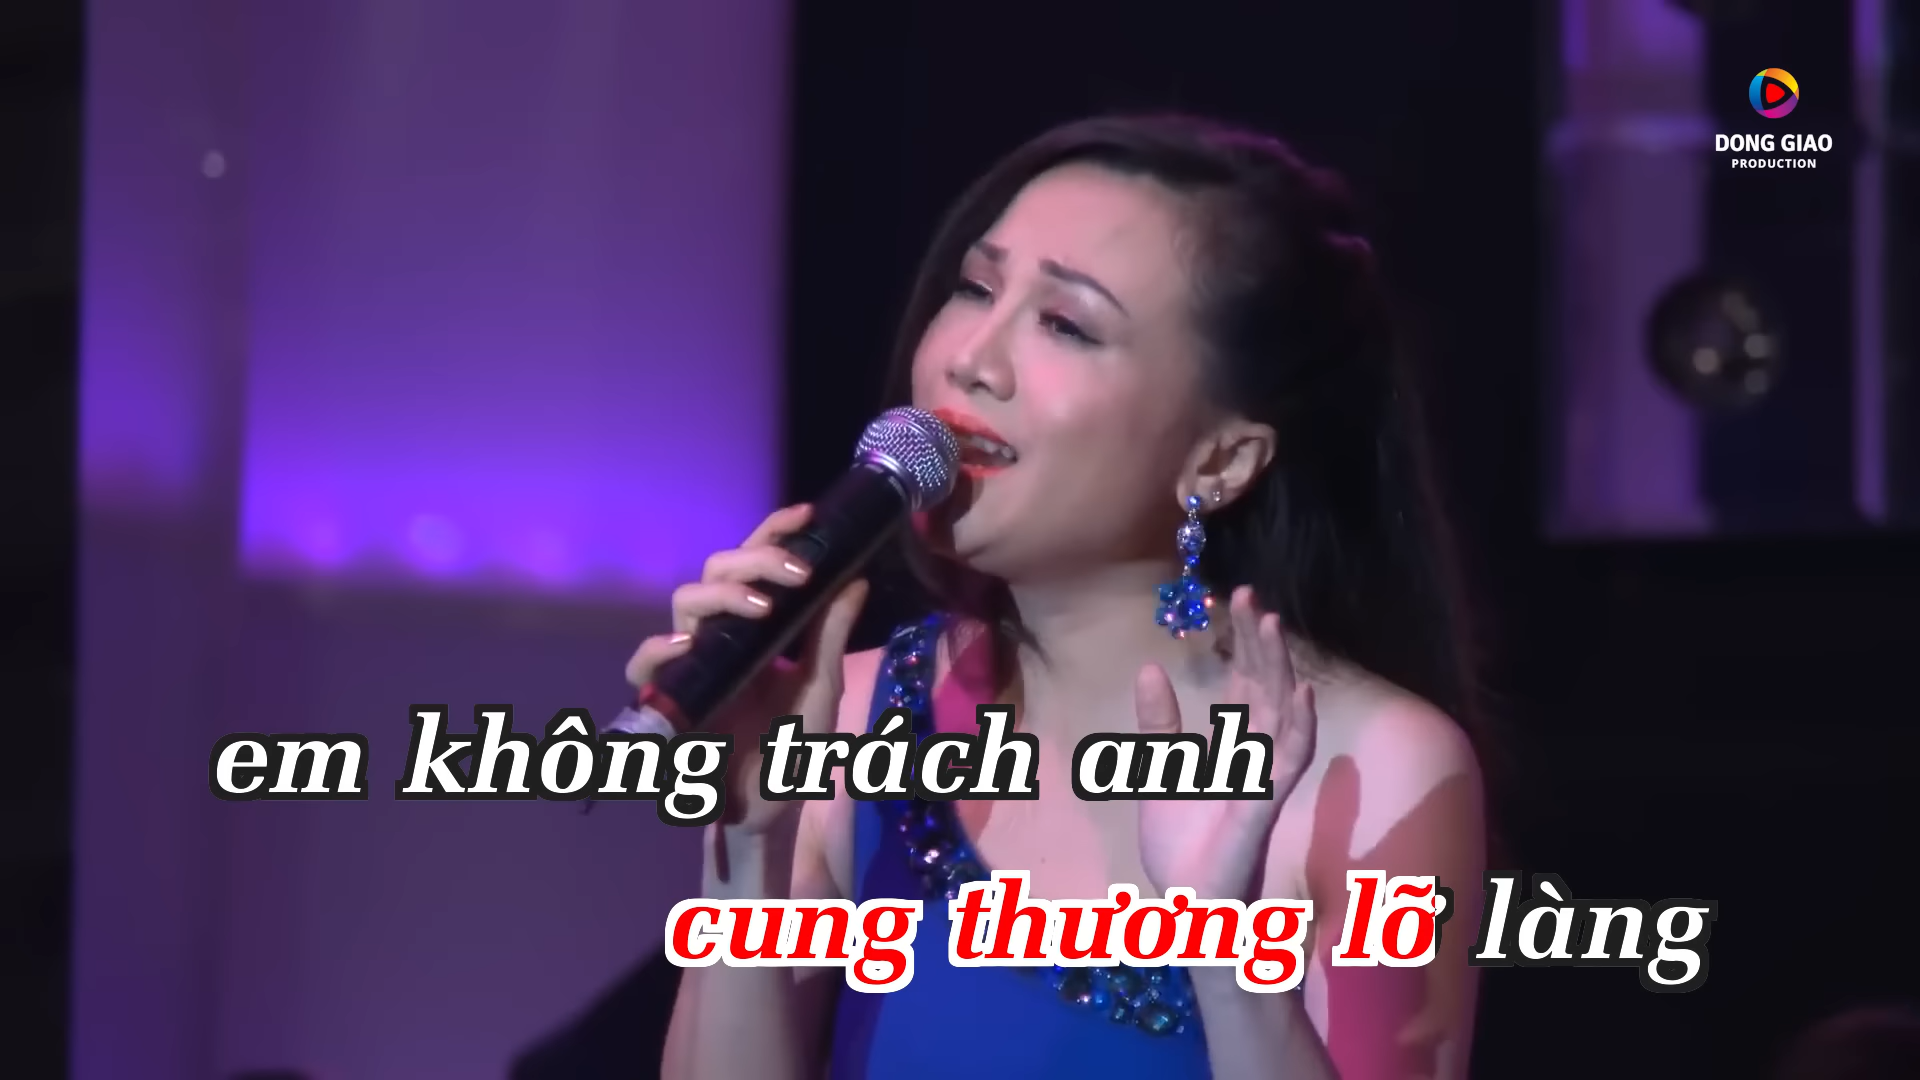 DONG GIAO
PRODUCTION
em không trách anh
cung thương lỡ làng